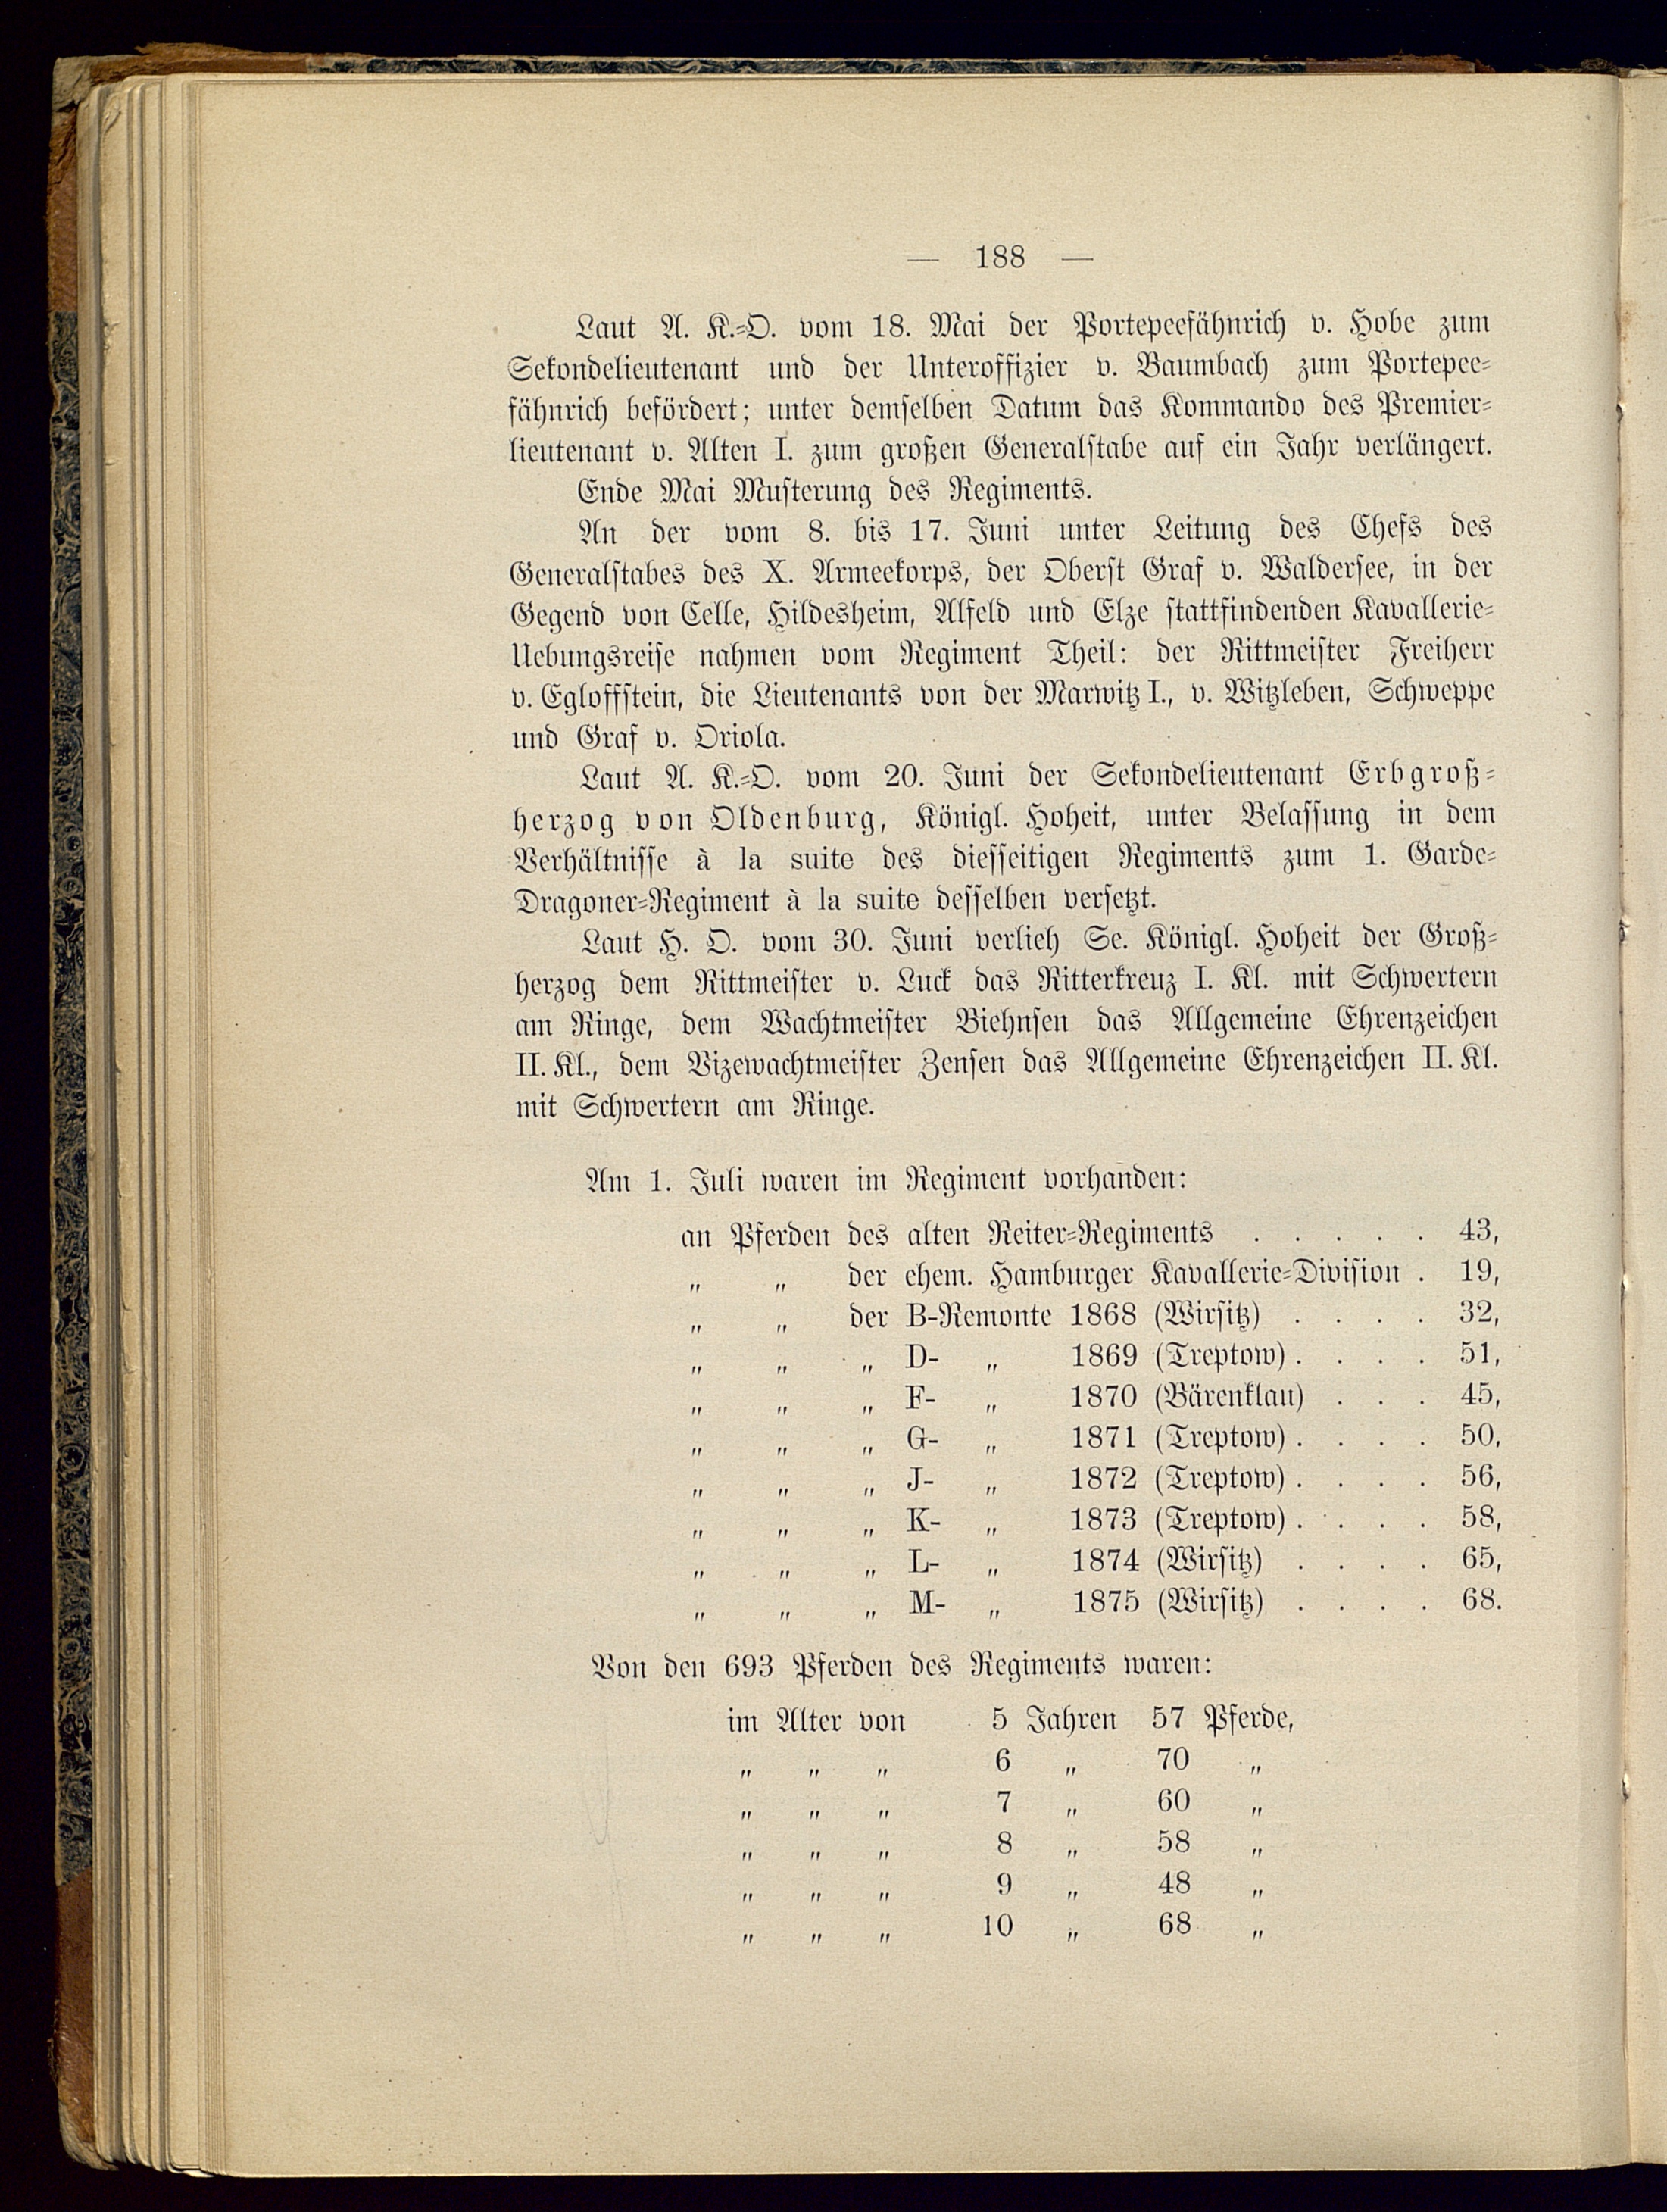 — 188 —
Laut A. K.-O. vom 18. Mai der Portepeefähnrich v. Hobe zum
Sekondelieutenant und der Unteroffizier v. Baumbach zum Portepee-
fähnrich befördert; unter demselben Datum das Kommando des Premier-
lieutenant v. Alten I. zum großen Generalstabe auf ein Jahr verlängert.
Ende Mai Musterung des Regiments.
An der vom 8. bis 17. Juni unter Leitung des Chefs des
Generalstabes des X. Armeekorps, der Oberst Graf v. Waldersee, in der
Gegend von Celle, Hildesheim, Alfeld und Elze stattfindenden Kavallerie-
Uebungsreise nahmen vom Regiment Theil: der Rittmeister Freiherr
v. Egloffstein, die Lieutenants von der Marwitz I., v. Witzleben, Schweppe
und Graf v. Oriola.
Laut A. K.-O. vom 20. Juni der Sekondelieutenant Erbgroß-
herzog von Oldenburg, Königl. Hoheit, unter Belassung in dem
Verhältnisse à la suite des diesseitigen Regiments zum 1. Garde-
Dragoner-Regiment à la suite desselben versetzt.
Laut H. O. vom 30. Juni verlieh Se. Königl. Hoheit der Groß-
herzog dem Rittmeister v. Luck das Ritterkreuz I. Kl. mit Schwertern
am Ringe, dem Wachtmeister Biehnsen das Allgemeine Ehrenzeichen
II. Kl., dem Vizewachtmeister Zensen das Allgemeine Ehrenzeichen II. Kl.
mit Schwertern am Ringe.
Am 1. Juli waren im Regiment vorhanden:
an Pferden des alten Reiter-Regiments . . . . . 43,
„ „ der ehem. Hamburger Kavallerie-Division . 19,
„ „ der B-Remonte 1868 (Wirsitz) . . . . 32,
„ „ „ D- „ 1869 (Treptow) . . . . 51,
„ „ „ F- „ 1870 (Bärenklau) . . . 45,
„ „ „ G- „ 1871 (Treptow) . . . . 50,
„ „ „ J- „ 1872 (Treptow) . . . . 56,
„ „ „ K- „ 1873 (Treptow) . . . . 58,
„ „ „ L- „ 1874 (Wirsitz) . . . . 65,
„ „ „ M- „ 1875 (Wirsitz) . . . . 68.
Von den 693 Pferden des Regiments waren:
im Alter von 5 Jahren 57 Pferde,
„ „ „ 6 „ 70 „
„ „ „ 7 „ 60 „
„ „ „ 8 „ 58 „
„ „ „ 9 „ 48 „
„ „ „ 10 „ 68 „